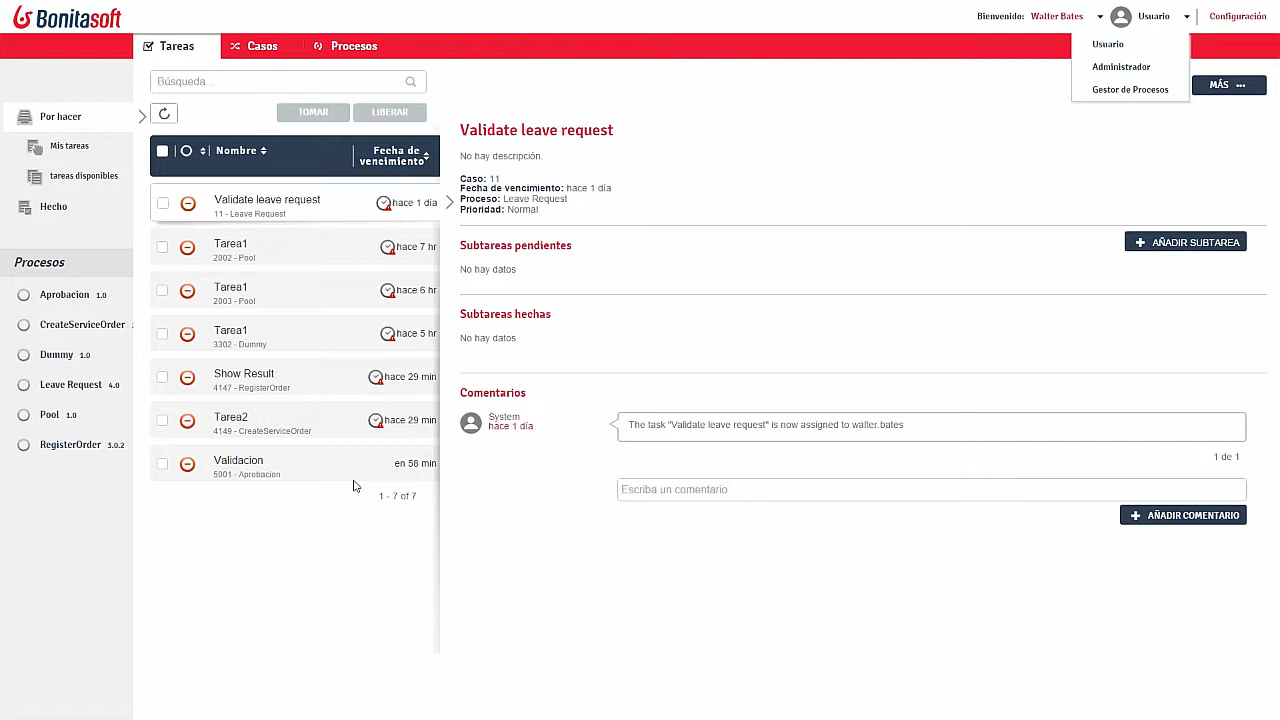 Bonitasoft
Bienvenido: Walter Bates
Usuario
Configuración
Tareas
Casos
Procesos
Usuario
Administrador
Gestor de Procesos
MÁS
Búsqueda...
TOMAR
LIBERAR
Por hacer
Mis tareas
tareas disponibles
Hecho
Procesos
Aprobacion 1.0
CreateServiceOrder
Dummy 1.0
Leave Request 4.0
Pool 1.0
RegisterOrder 3.0.2
Nombre
Fecha de
vencimiento
Validate leave request
hace 1 día
11 - Leave Request
Tarea1
hace 7 hr
2002 - Pool
Tarea1
hace 6 hr
2003 - Pool
Tarea1
hace 5 hr
3302 - Dummy
Show Result
hace 29 min
4147 - RegisterOrder
Tarea2
hace 29 min
4149 - CreateServiceOrder
Validacion
en 58 min
5001 - Aprobacion
1 - 7 of 7
Validate leave request
No hay descripción.
Caso: 11
Fecha de vencimiento: hace 1 día
Proceso: Leave Request
Prioridad: Normal
Subtareas pendientes
AÑADIR SUBTAREA
No hay datos
Subtareas hechas
No hay datos
Comentarios
System
hace 1 día
The task "Validate leave request" is now assigned to walter.bates
1 de 1
Escriba un comentario
AÑADIR COMENTARIO